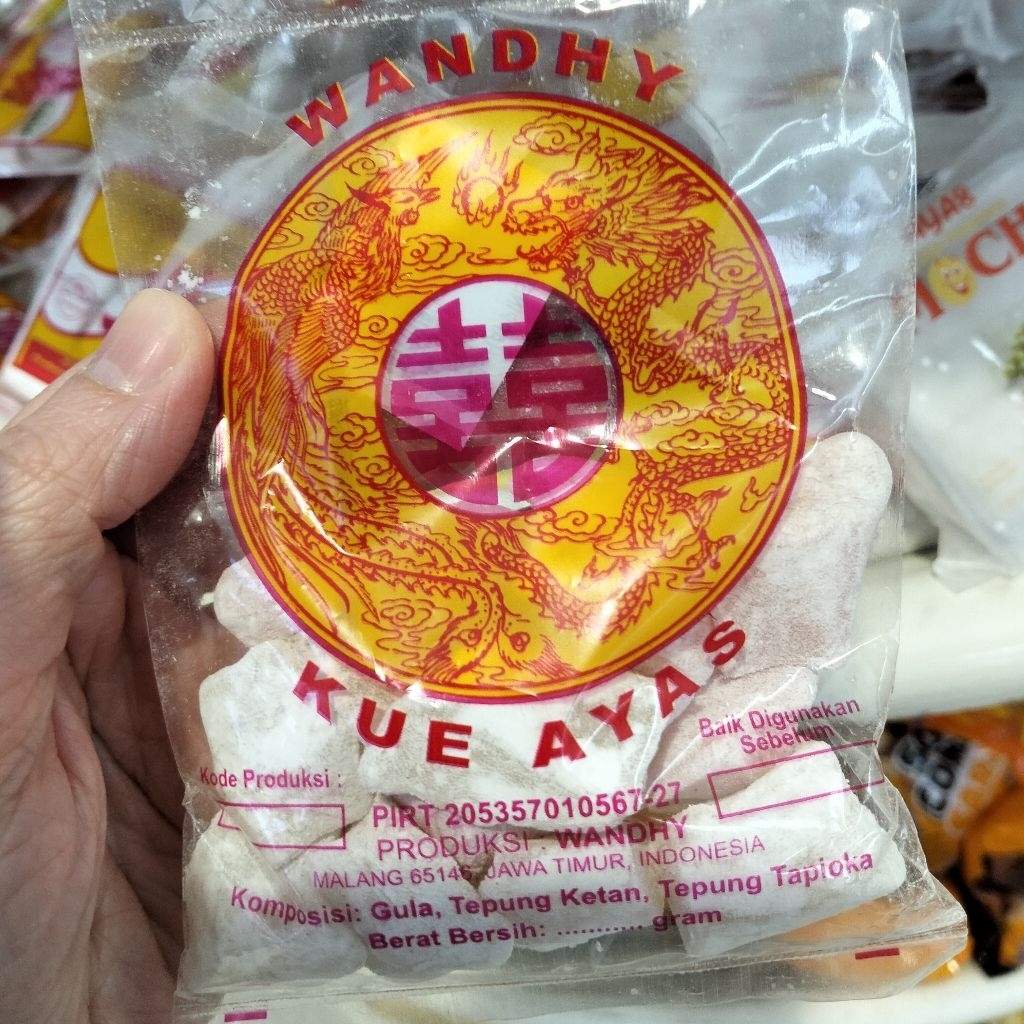 WANDHY
囍
KUE AYAS
Baik Digunakan
Sebelum
Kode Produksi :
PIRT 205357010567-27
PRODUKSI : WANDHY
MALANG 65146, JAWA TIMUR, INDONESIA
Komposisi: Gula, Tepung Ketan, Tepung Tapioka
Berat Bersih: ........... gram